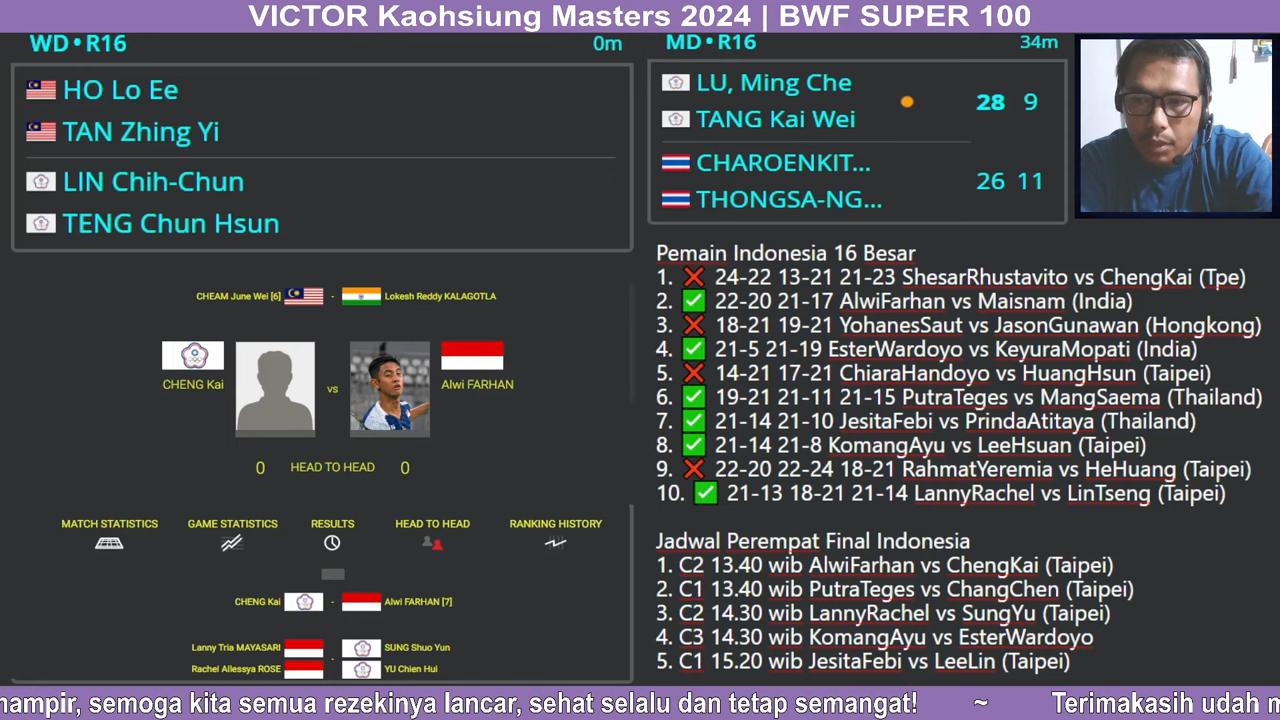 VICTOR Kaohsiung Masters 2024 | BWF SUPER 100
WD • R16 0m
HO Lo Ee
TAN Zhing Yi
LIN Chih-Chun
TENG Chun Hsun
MD • R16 34m
LU, Ming Che
TANG Kai Wei
28 9
CHAROENKIT...
THONGSA-NG...
26 11
CHEAM June Wei [6] - Lokesh Reddy KALAGOTLA
CHENG Kai vs Alwi FARHAN
0 HEAD TO HEAD 0
MATCH STATISTICS GAME STATISTICS RESULTS HEAD TO HEAD RANKING HISTORY
CHENG Kai - Alwi FARHAN [7]
Lanny Tria MAYASARI - SUNG Shuo Yun
Rachel Allessya ROSE YU Chien Hui
Pemain Indonesia 16 Besar
1. ❌ 24-22 13-21 21-23 ShesarRhustavito vs ChengKai (Tpe)
2. ✅ 22-20 21-17 AlwiFarhan vs Maisnam (India)
3. ❌ 18-21 19-21 YohanesSaut vs JasonGunawan (Hongkong)
4. ✅ 21-5 21-19 EsterWardoyo vs KeyuraMopati (India)
5. ❌ 14-21 17-21 ChiaraHandoyo vs HuangHsun (Taipei)
6. ✅ 19-21 21-11 21-15 PutraTeges vs MangSaema (Thailand)
7. ✅ 21-14 21-10 JesitaFebi vs PrindaAtitaya (Thailand)
8. ✅ 21-14 21-8 KomangAyu vs LeeHsuan (Taipei)
9. ❌ 22-20 22-24 18-21 RahmatYeremia vs HeHuang (Taipei)
10. ✅ 21-13 18-21 21-14 LannyRachel vs LinTseng (Taipei)
Jadwal Perempat Final Indonesia
1. C2 13.40 wib AlwiFarhan vs ChengKai (Taipei)
2. C1 13.40 wib PutraTeges vs ChangChen (Taipei)
3. C2 14.30 wib LannyRachel vs SungYu (Taipei)
4. C3 14.30 wib KomangAyu vs EsterWardoyo
5. C1 15.20 wib JesitaFebi vs LeeLin (Taipei)
mampir, semoga kita semua rezekinya lancar, sehat selalu dan tetap semangat! ~ Terimakasih udah m